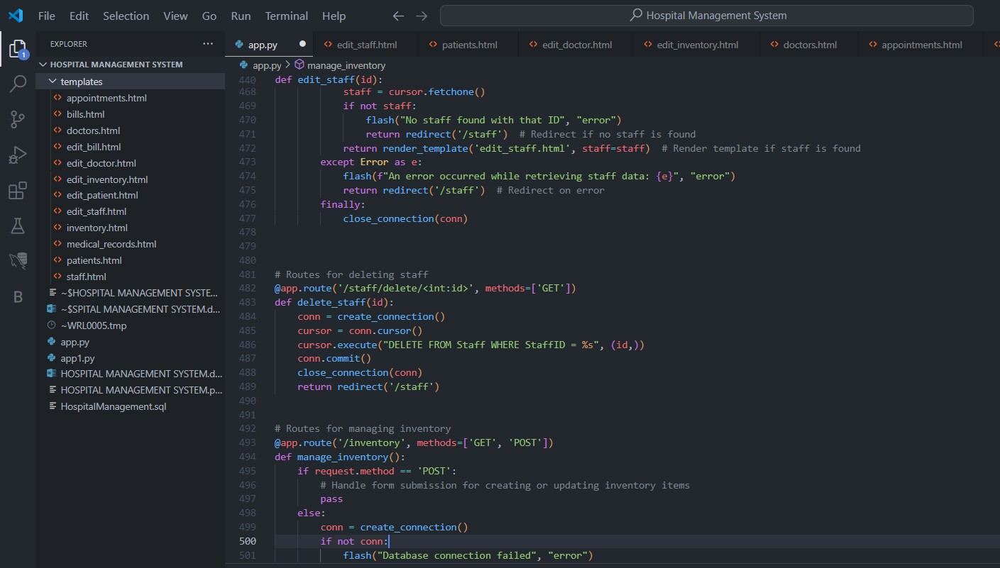 File Edit Selection View Go Run Terminal Help
Hospital Management System
EXPLORER
1
HOSPITAL MANAGEMENT SYSTEM
templates
appointments.html
bills.html
doctors.html
edit_bill.html
edit_doctor.html
edit_inventory.html
edit_patient.html
edit_staff.html
inventory.html
medical_records.html
patients.html
staff.html
~$HOSPITAL MANAGEMENT SYSTE...
~$SPITAL MANAGEMENT SYSTEM.d...
~WRL0005.tmp
app.py
app1.py
HOSPITAL MANAGEMENT SYSTEM.d...
HOSPITAL MANAGEMENT SYSTEM.p...
HospitalManagement.sql
B
app.py edit_staff.html patients.html edit_doctor.html edit_inventory.html doctors.html appointments.html
app.py > manage_inventory
440 def edit_staff(id):
468             staff = cursor.fetchone()
469             if not staff:
470                 flash("No staff found with that ID", "error")
471                 return redirect('/staff')  # Redirect if no staff is found
472             return render_template('edit_staff.html', staff=staff)  # Render template if staff is found
473         except Error as e:
474             flash(f"An error occurred while retrieving staff data: {e}", "error")
475             return redirect('/staff')  # Redirect on error
476         finally:
477             close_connection(conn)
478
479
480
481 # Routes for deleting staff
482 @app.route('/staff/delete/<int:id>', methods=['GET'])
483 def delete_staff(id):
484     conn = create_connection()
485     cursor = conn.cursor()
486     cursor.execute("DELETE FROM Staff WHERE StaffID = %s", (id,))
487     conn.commit()
488     close_connection(conn)
489     return redirect('/staff')
490
491
492 # Routes for managing inventory
493 @app.route('/inventory', methods=['GET', 'POST'])
494 def manage_inventory():
495     if request.method == 'POST':
496         # Handle form submission for creating or updating inventory items
497         pass
498     else:
499         conn = create_connection()
500         if not conn:
501             flash("Database connection failed", "error")